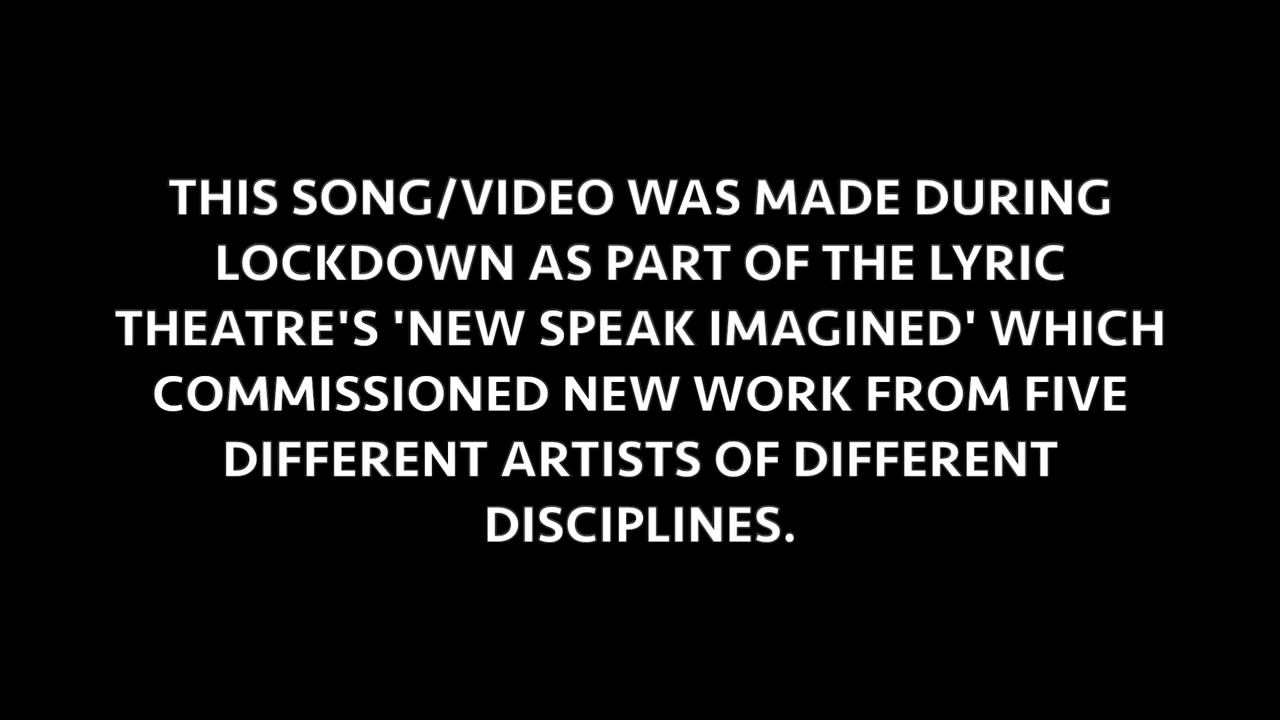 THIS SONG/VIDEO WAS MADE DURING
LOCKDOWN AS PART OF THE LYRIC
THEATRE'S 'NEW SPEAK IMAGINED' WHICH
COMMISSIONED NEW WORK FROM FIVE
DIFFERENT ARTISTS OF DIFFERENT
DISCIPLINES.